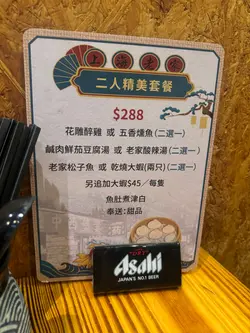 上海老家
二人精美套餐
$288
花雕醉雞 或 五香燻魚(二選一)
鹹肉鮮茄豆腐湯 或 老家酸辣湯(二選一)
老家松子魚 或 乾燒大蝦(兩只)(二選一)
另追加大蝦$45／每隻
魚肚煮津白
奉送:甜品
Asahi
JAPAN'S NO.1 BEER